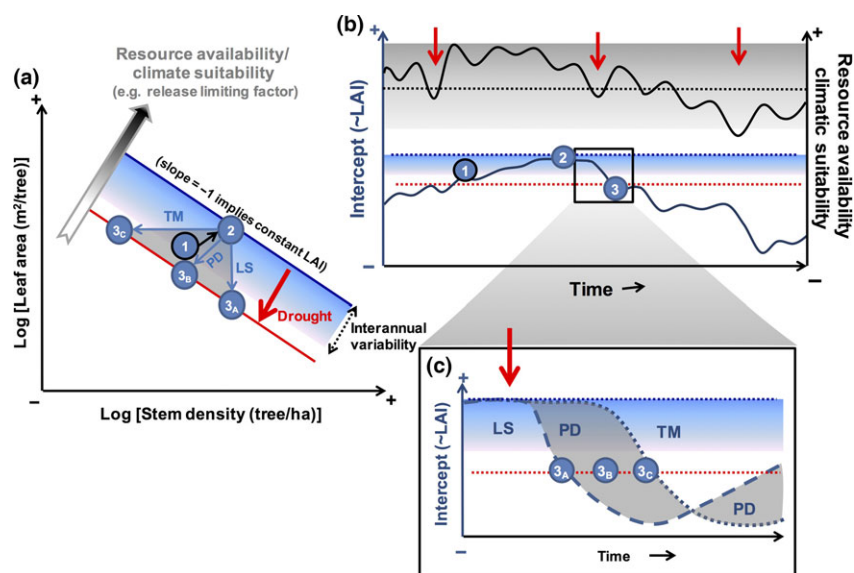 (a)
Resource availability/
climate suitability
(e.g. release limiting factor)
+
Log [Leaf area (m²/tree)]
(slope = –1 implies constant LAI)
3C
TM
1
2
PD
LS
3B
3A
Drought
Interannual
variability
–
Log [Stem density (tree/ha)]
+
(b)
+
+
Intercept (~LAI)
Resource availability
climatic suitability
1
2
3
–
–
Time →
(c)
+
Intercept (~LAI)
LS
PD
TM
3A
3B
3C
PD
–
Time →